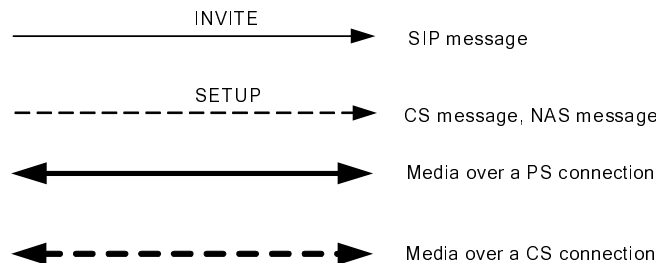 INVITE
SIP message
SETUP
CS message, NAS message
Media over a PS connection
Media over a CS connection